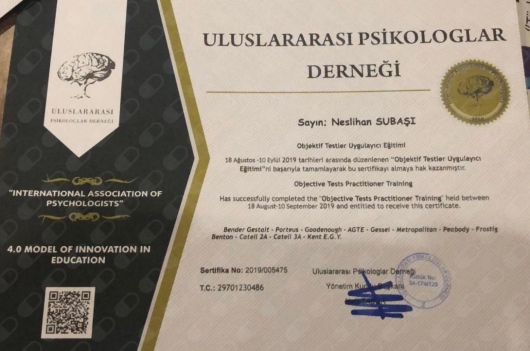 ULUSLARARASI PSİKOLOGLAR
DERNEĞİ
ULUSLARARASI
PSİKOLOGLAR DERNEĞİ
Sayın; Neslihan SUBAŞI
Objektif Testler Uygulayıcı Eğitimi
18 Ağustos-10 Eylül 2019 tarihleri arasında düzenlenen "Objektif Testler Uygulayıcı
Eğitimi"ni başarıyla tamamlayarak bu sertifikayı almaya hak kazanmıştır.
Objective Tests Practitioner Training
Has successfully completed the "Objective Tests Practitioner Training" held between
18 August-10 September 2019 and entitled to receive this certificate.
Bender Gestalt - Porteus - Goodenough - AGTE - Gessel - Metropolitan - Peabody - Frostig
Benton - Catell 2A - Catell 3A - Kent E.G.Y.
"INTERNATIONAL ASSOCIATION OF
PSYCHOLOGISTS"
4.0 MODEL OF INNOVATION IN
EDUCATION
Sertifika No: 2019/005475
T.C.: 29701230486
Uluslararası Psikologlar Derneği
Yönetim Kurulu